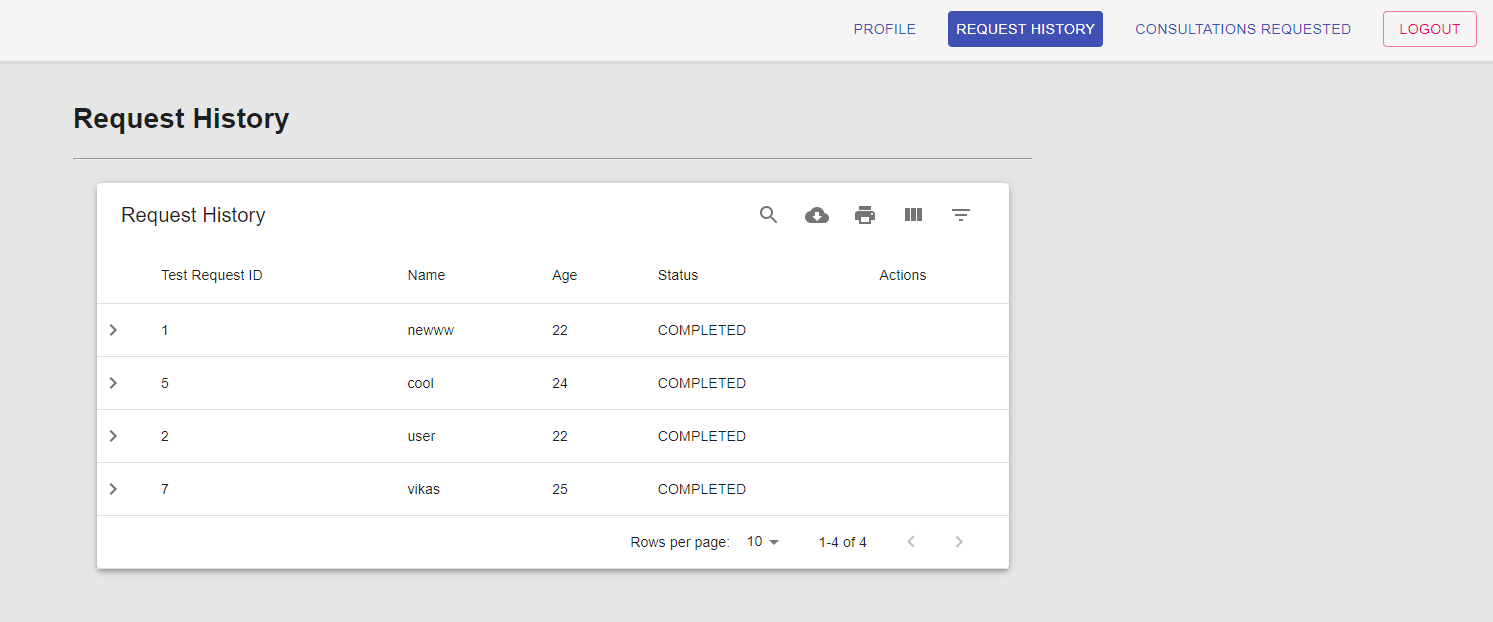 PROFILE REQUEST HISTORY CONSULTATIONS REQUESTED LOGOUT
Request History
Request History
Test Request ID Name Age Status Actions
1 newww 22 COMPLETED
5 cool 24 COMPLETED
2 user 22 COMPLETED
7 vikas 25 COMPLETED
Rows per page: 10 1-4 of 4